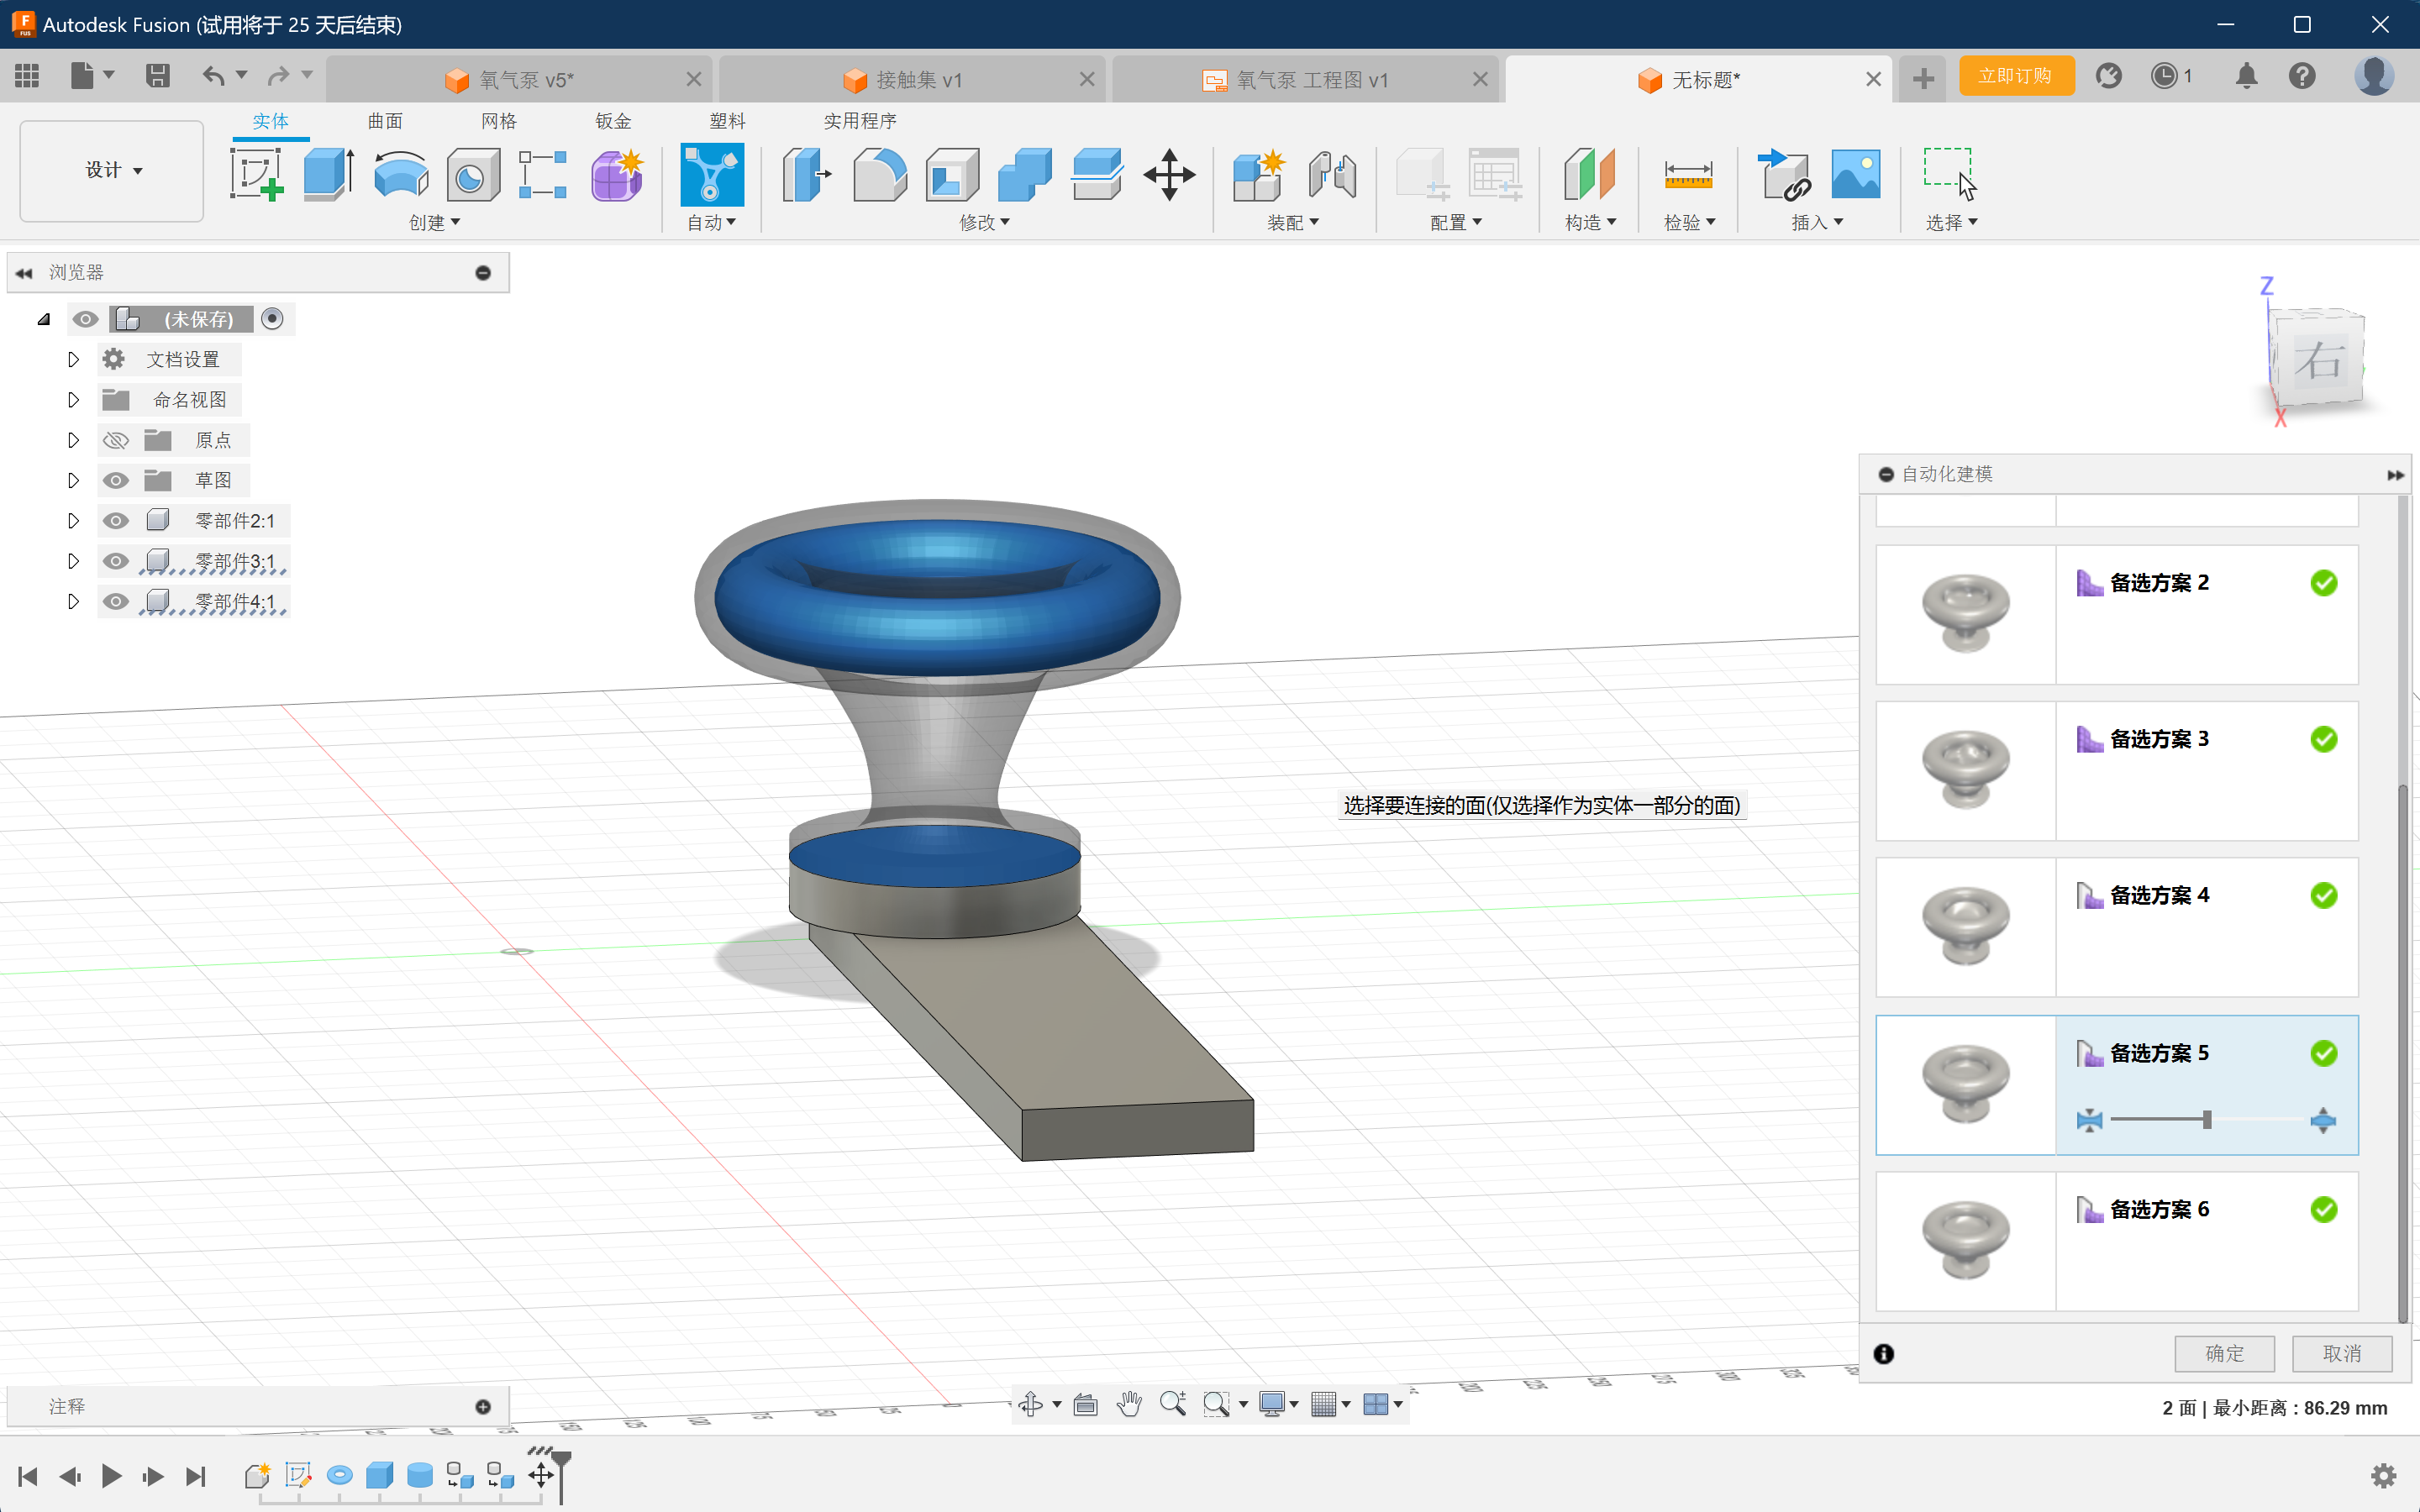 Autodesk Fusion (试用将于 25 天后结束)
氧气泵 v5*
接触集 v1
氧气泵 工程图 v1
无标题*
立即订购
1
设计
实体
曲面
网格
钣金
塑料
实用程序
创建
自动
修改
装配
配置
构造
检验
插入
选择
浏览器
(未保存)
文档设置
命名视图
原点
草图
零部件2:1
零部件3:1
零部件4:1
Z
右
X
自动化建模
备选方案 2
备选方案 3
选择要连接的面(仅选择作为实体一部分的面)
备选方案 4
备选方案 5
备选方案 6
确定
取消
注释
2 面 | 最小距离 : 86.29 mm